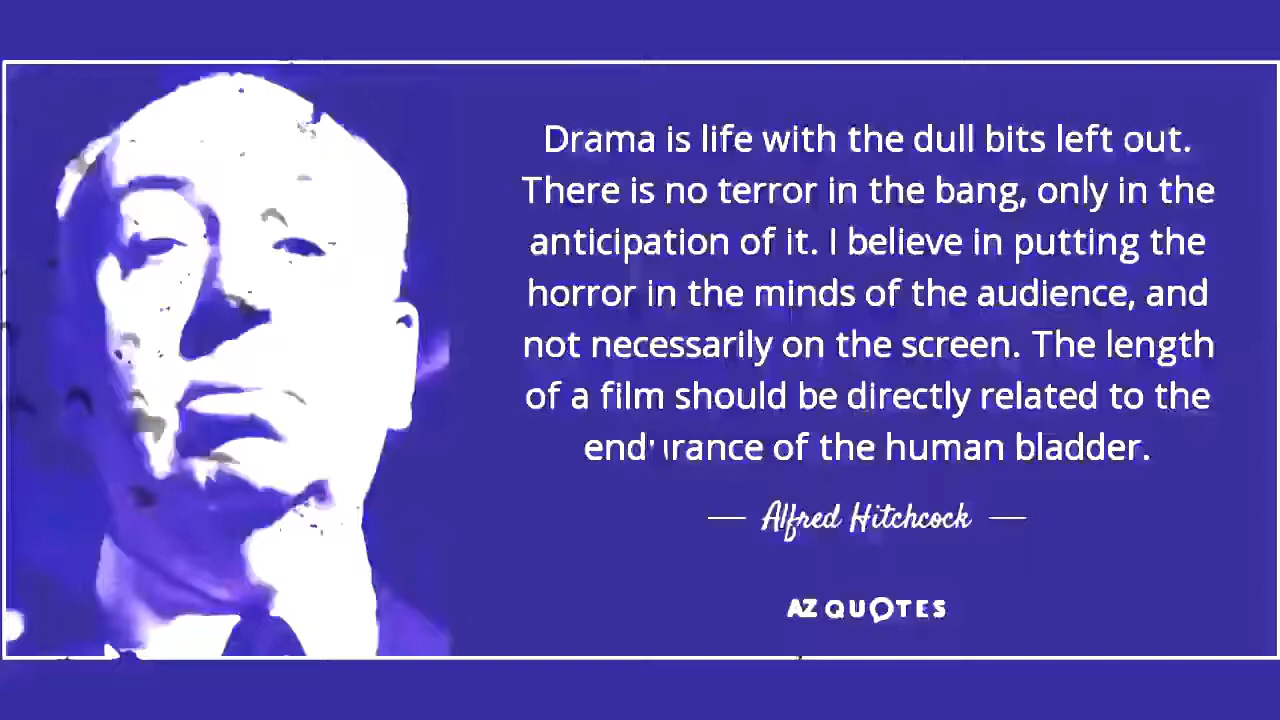 Drama is life with the dull bits left out.
There is no terror in the bang, only in the
anticipation of it. I believe in putting the
horror in the minds of the audience, and
not necessarily on the screen. The length
of a film should be directly related to the
endurance of the human bladder.
Alfred Hitchcock
AZ QUOTES